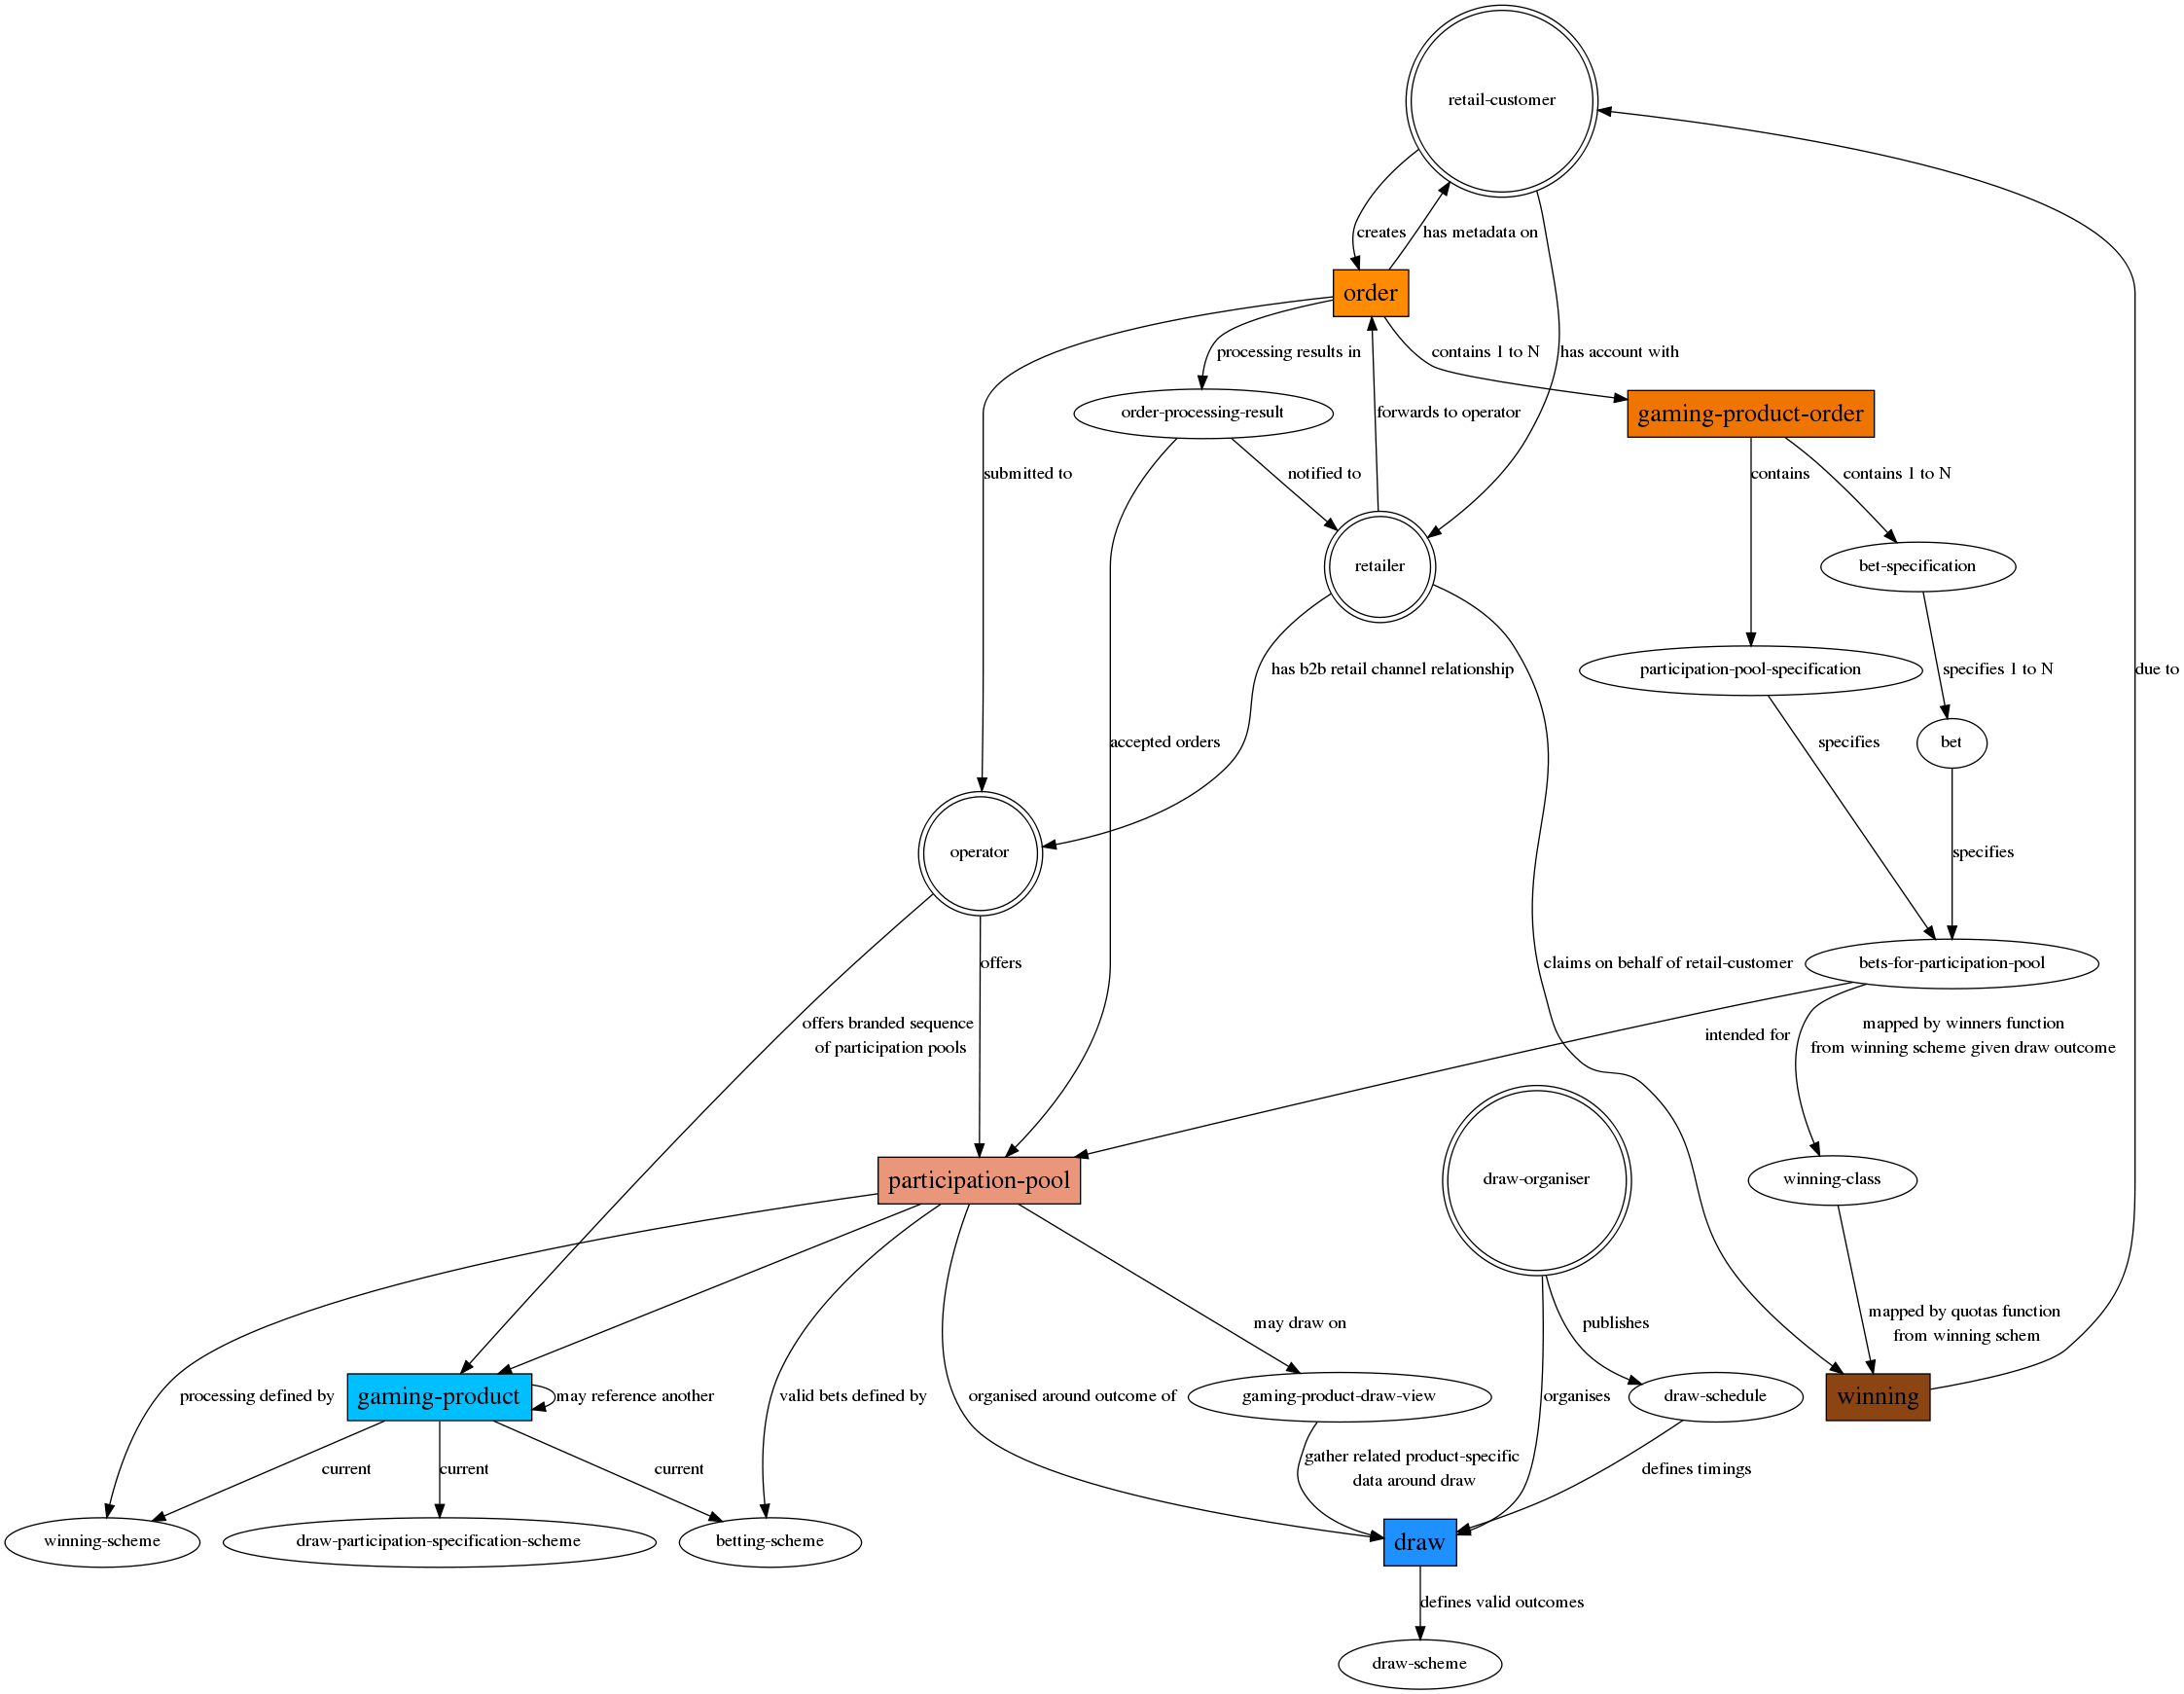 retail-customer
creates
has metadata on
order
processing results in
contains 1 to N
has account with
order-processing-result
forwards to operator
gaming-product-order
submitted to
notified to
contains
contains 1 to N
retailer
bet-specification
has b2b retail channel relationship
participation-pool-specification
specifies 1 to N
due to
accepted orders
specifies
bet
operator
specifies
offers
claims on behalf of retail-customer
bets-for-participation-pool
offers branded sequence
of participation pools
intended for
mapped by winners function
from winning scheme given draw outcome
participation-pool
draw-organiser
winning-class
may draw on
publishes
mapped by quotas function
from winning schem
processing defined by
gaming-product
may reference another
valid bets defined by
organised around outcome of
gaming-product-draw-view
organises
draw-schedule
winning
current
current
current
gather related product-specific
data around draw
defines timings
winning-scheme
draw-participation-specification-scheme
betting-scheme
draw
defines valid outcomes
draw-scheme